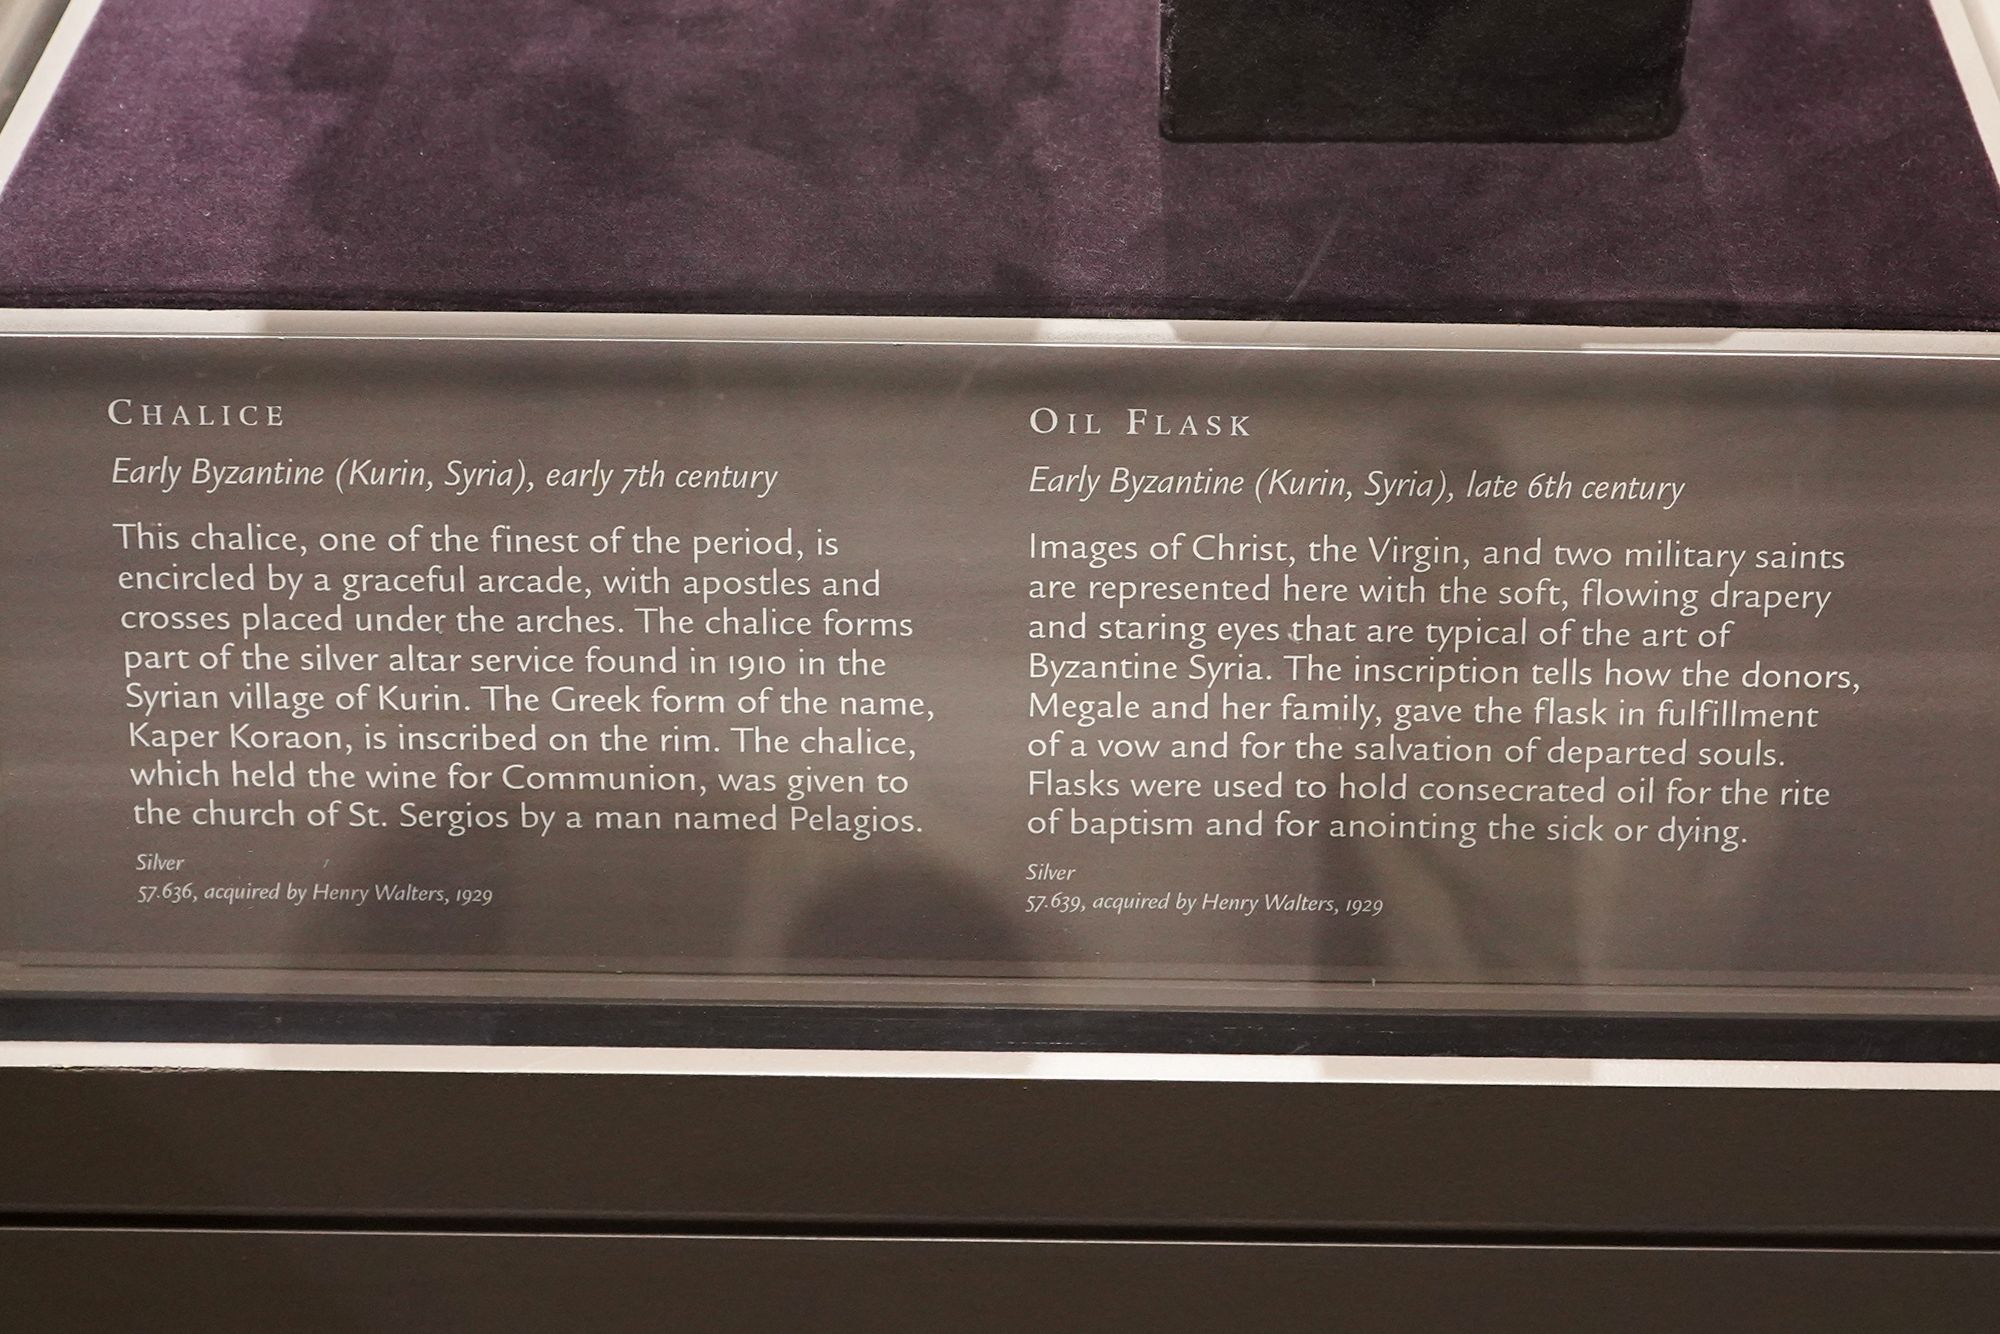 CHALICE
Early Byzantine (Kurin, Syria), early 7th century
This chalice, one of the finest of the period, is
encircled by a graceful arcade, with apostles and
crosses placed under the arches. The chalice forms
part of the silver altar service found in 1910 in the
Syrian village of Kurin. The Greek form of the name,
Kaper Koraon, is inscribed on the rim. The chalice,
which held the wine for Communion, was given to
the church of St. Sergios by a man named Pelagios.
Silver
57.636, acquired by Henry Walters, 1929
OIL FLASK
Early Byzantine (Kurin, Syria), late 6th century
Images of Christ, the Virgin, and two military saints
are represented here with the soft, flowing drapery
and staring eyes that are typical of the art of
Byzantine Syria. The inscription tells how the donors,
Megale and her family, gave the flask in fulfillment
of a vow and for the salvation of departed souls.
Flasks were used to hold consecrated oil for the rite
of baptism and for anointing the sick or dying.
Silver
57.639, acquired by Henry Walters, 1929